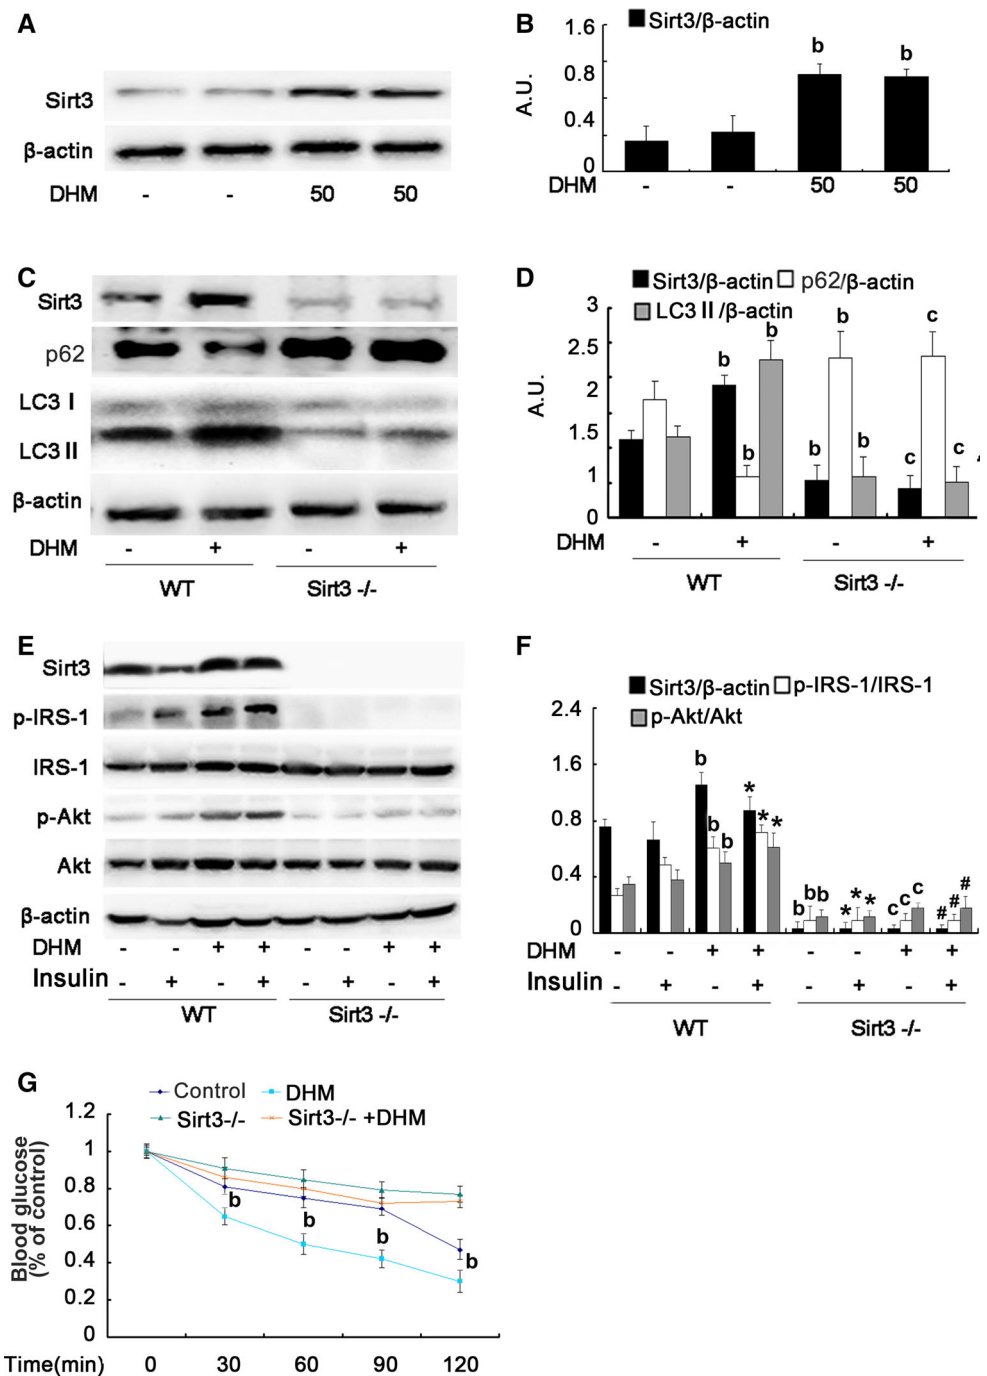 A
Sirt3
β-actin
DHM - - 50 50
B
Sirt3/β-actin
A.U.
1.6
0.8
0.4
0
b b
DHM - - 50 50
C
Sirt3
p62
LC3 Ⅰ
LC3 Ⅱ
β-actin
DHM - + - +
WT Sirt3 -/-
D
Sirt3/β-actin p62/β-actin
LC3 Ⅱ/β-actin
A.U.
3
2.5
2
1.5
1
0
b b b b b b c c c
DHM - + - +
WT Sirt3 -/-
E
Sirt3
p-IRS-1
IRS-1
p-Akt
Akt
β-actin
DHM - - + + - - + +
Insulin - + - + - + - +
WT Sirt3 -/-
F
Sirt3/β-actin p-IRS-1/IRS-1
p-Akt/Akt
2.4
1.6
0.8
0.4
0
b b b * * * b b b * * * c c c # # #
DHM - - + + - - + +
Insulin - + - + - + - +
WT Sirt3 -/-
G
Control DHM
Sirt3-/- Sirt3-/- +DHM
Blood glucose
(% of control)
1.2
1
0.8
0.6
0.4
0.2
0
b b b b
Time(min) 0 30 60 90 120